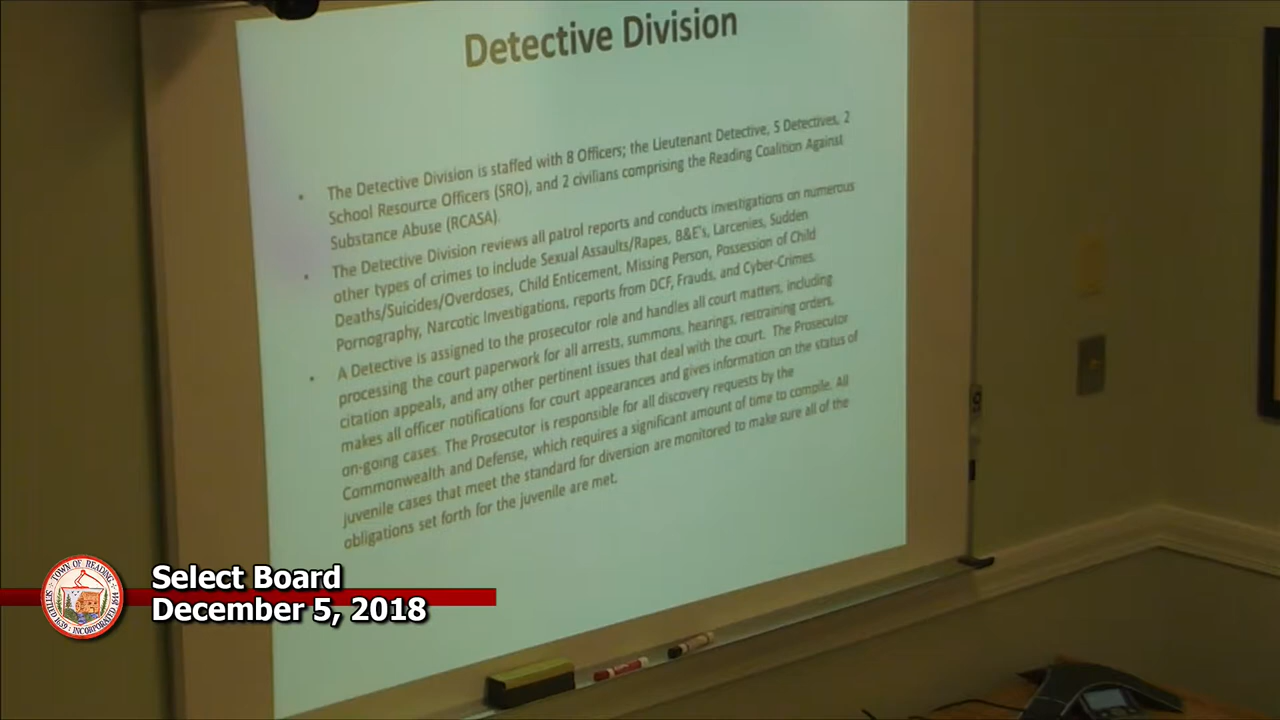 Detective Division
• The Detective Division is staffed with 8 Officers; the Lieutenant Detective, 5 Detectives, 2
School Resource Officers (SRO), and 2 civilians comprising the Reading Coalition Against
Substance Abuse (RCASA).
• The Detective Division reviews all patrol reports and conducts investigations on numerous
other types of crimes to include Sexual Assaults/Rapes, B&E's, Larcenies, Sudden
Deaths/Suicides/Overdoses, Child Enticement, Missing Person, Possession of Child
Pornography, Narcotic Investigations, reports from DCF, Frauds, and Cyber-Crimes.
• A Detective is assigned to the prosecutor role and handles all court matters, including
processing the court paperwork for all arrests, summons, hearings, restraining orders,
citation appeals, and any other pertinent issues that deal with the court. The Prosecutor
makes all officer notifications for court appearances and gives information on the status of
on-going cases. The Prosecutor is responsible for all discovery requests by the
Commonwealth and Defense, which requires a significant amount of time to compile. All
juvenile cases that meet the standard for diversion are monitored to make sure all of the
obligations set forth for the juvenile are met.
TOWN OF READING
SETTLED 1639
INCORPORATED 1644
Select Board
December 5, 2018